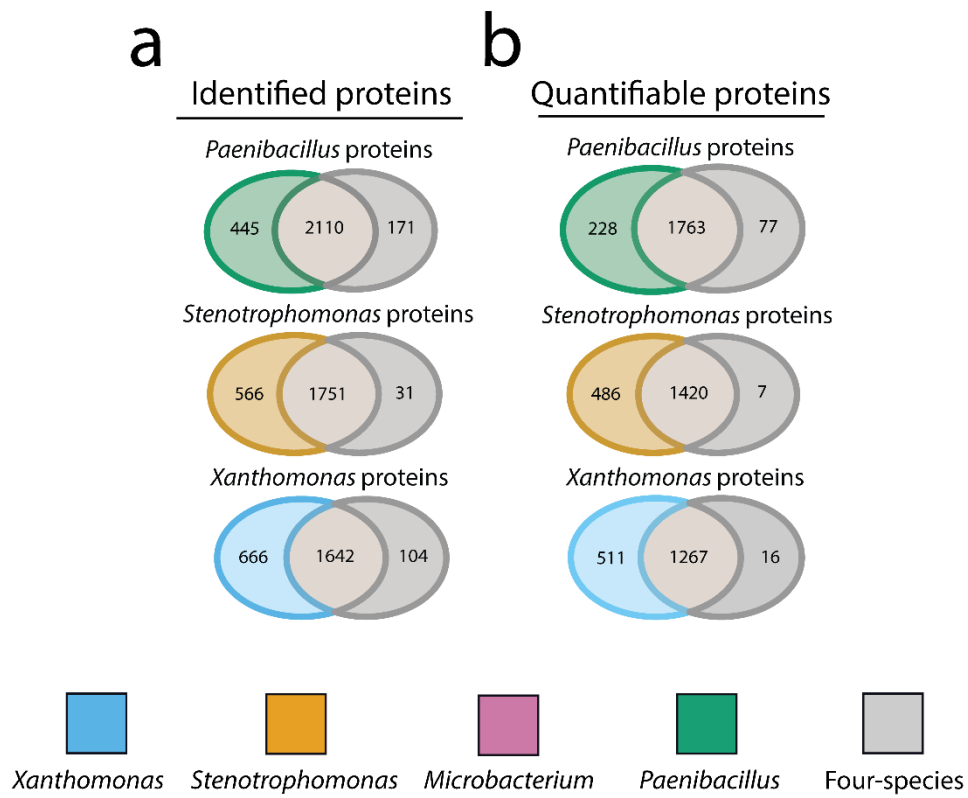 a
b
Identified proteins
Quantifiable proteins
Paenibacillus proteins
Paenibacillus proteins
445 2110 171
228 1763 77
Stenotrophomonas proteins
Stenotrophomonas proteins
566 1751 31
486 1420 7
Xanthomonas proteins
Xanthomonas proteins
666 1642 104
511 1267 16
Xanthomonas
Stenotrophomonas
Microbacterium
Paenibacillus
Four-species